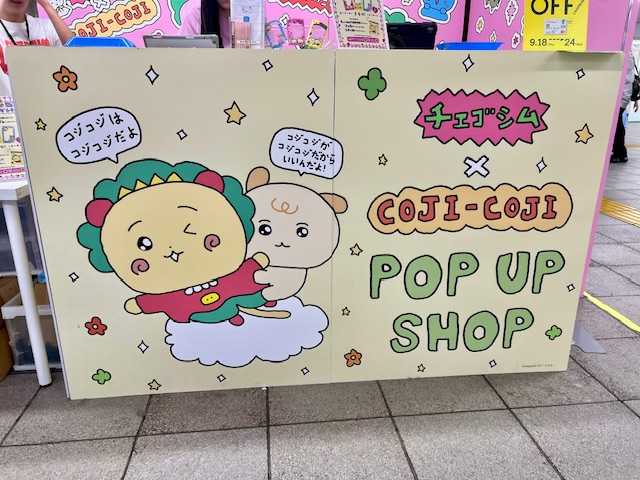 COJI-COJI
OFF
9.18
24
コジコジは
コジコジだよ
コジコジが
コジコジだから
いいんだよ!
チェゴシム
×
COJI-COJI
POP UP
SHOP